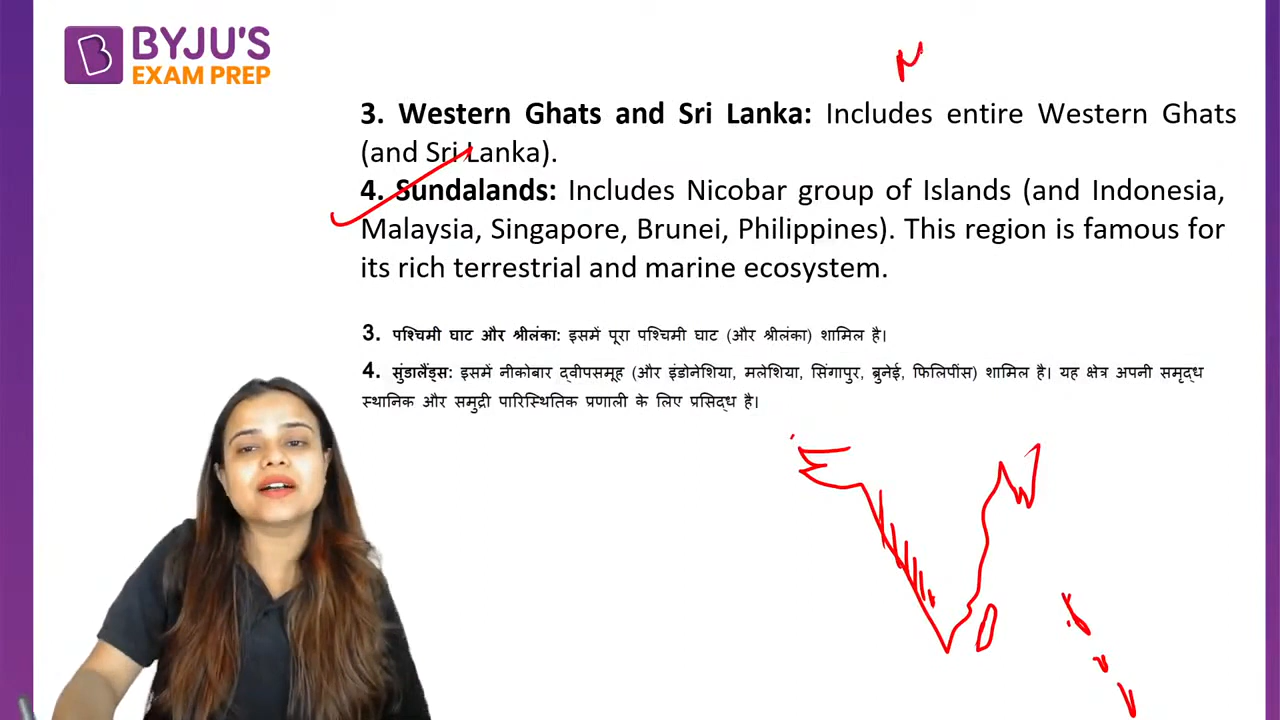 BYJU'S
EXAM PREP
3. Western Ghats and Sri Lanka: Includes entire Western Ghats
(and Sri Lanka).
4. Sundalands: Includes Nicobar group of Islands (and Indonesia,
Malaysia, Singapore, Brunei, Philippines). This region is famous for
its rich terrestrial and marine ecosystem.
3. पश्चिमी घाट और श्रीलंका: इसमें पूरा पश्चिमी घाट (और श्रीलंका) शामिल है।
4. सुंडालैंड्स: इसमें नीकोबार द्वीपसमूह (और इंडोनेशिया, मलेशिया, सिंगापुर, ब्रुनेई, फिलिपींस) शामिल है। यह क्षेत्र अपनी समृद्ध
स्थानिक और समुद्री पारिस्थितिक प्रणाली के लिए प्रसिद्ध है।